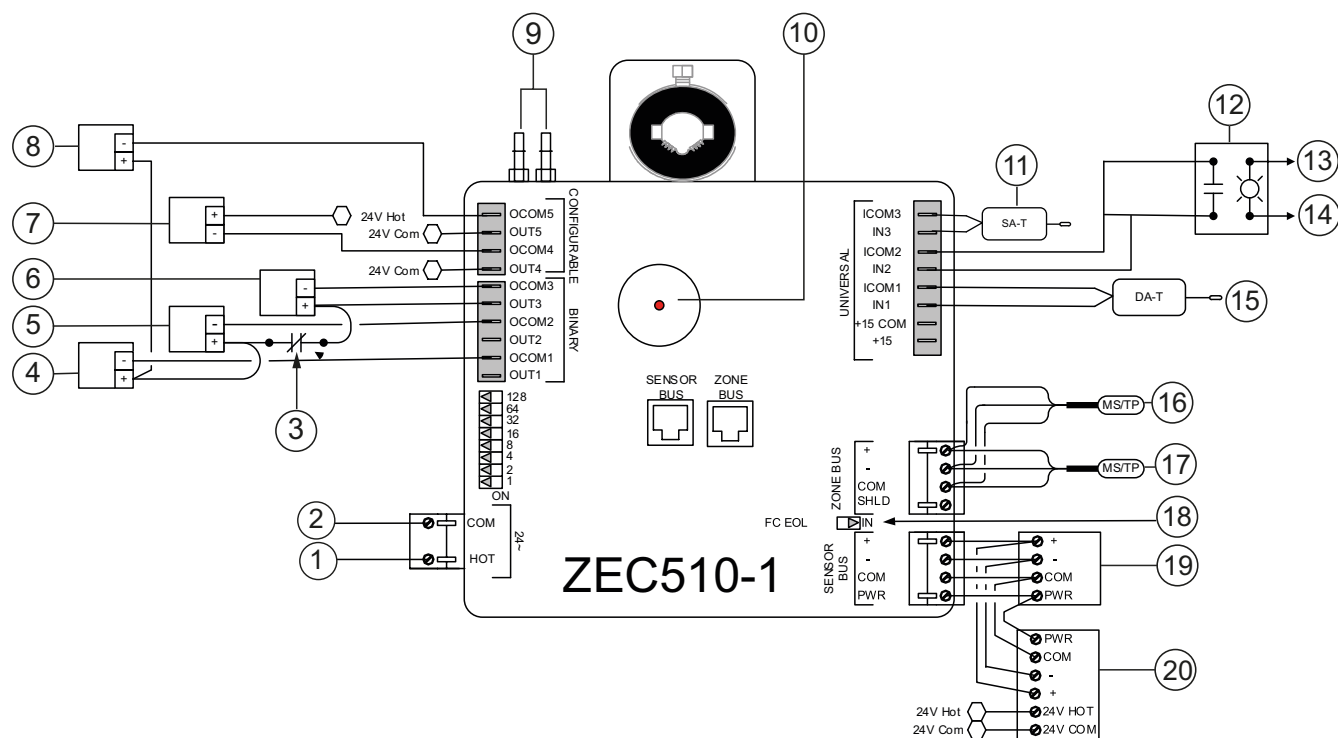 9
10
12
8
-
+
11
13
CONFIGURABLE
OCOM5
OUT5
OCOM4
OUT4
UNIVERSAL
ICOM3
IN3
ICOM2
IN2
ICOM1
IN1
+15 COM
+15
SA-T
14
7
+
-
24V Hot
24V Com
24V Com
6
-
+
BINARY
OCOM3
OUT3
OCOM2
OUT2
OCOM1
OUT1
DA-T
15
5
-
+
4
-
+
3
SENSOR BUS
ZONE BUS
128
64
32
16
8
4
2
1
ON
MS/TP
16
MS/TP
17
ZONE BUS
+
-
COM
SHLD
2
COM
1
HOT
24~
FC EOL
IN
18
ZEC510-1
SENSOR BUS
+
-
COM
PWR
+
-
COM
PWR
19
PWR
COM
-
+
24V HOT
24V COM
20
24V Hot
24V Com